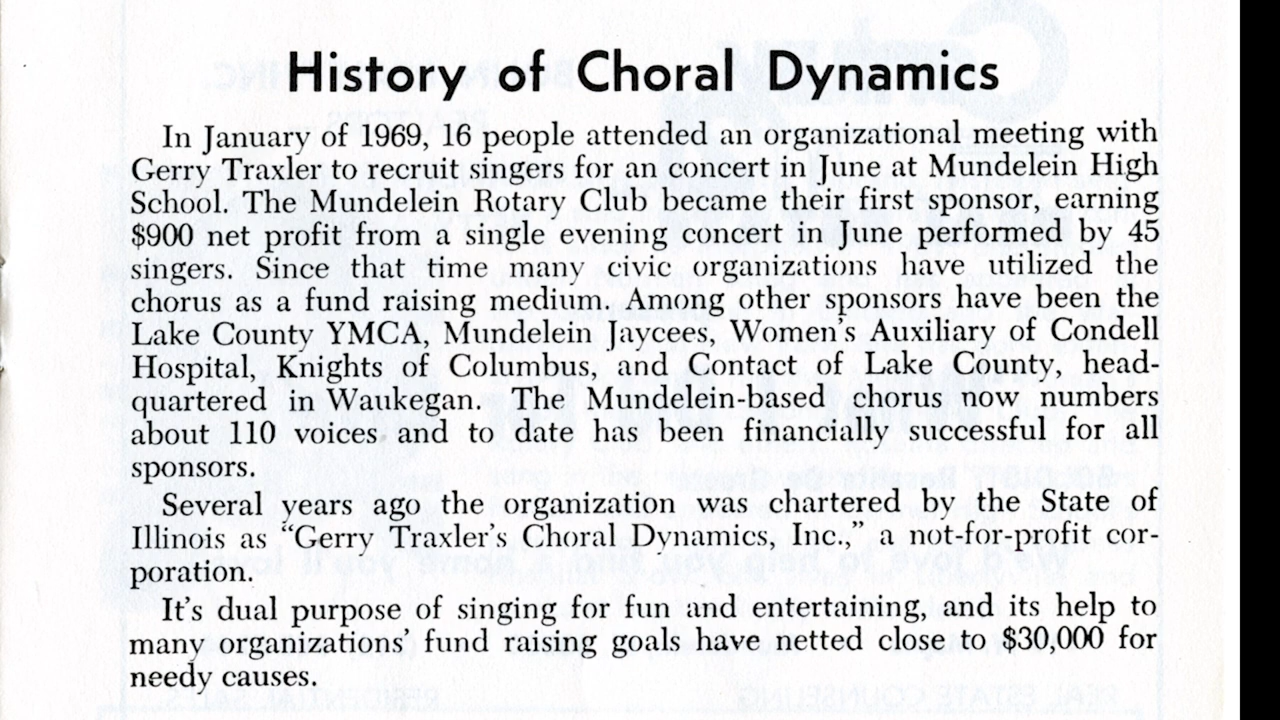 History of Choral Dynamics
In January of 1969, 16 people attended an organizational meeting with
Gerry Traxler to recruit singers for an concert in June at Mundelein High
School. The Mundelein Rotary Club became their first sponsor, earning
$900 net profit from a single evening concert in June performed by 45
singers. Since that time many civic organizations have utilized the
chorus as a fund raising medium. Among other sponsors have been the
Lake County YMCA, Mundelein Jaycees, Women's Auxiliary of Condell
Hospital, Knights of Columbus, and Contact of Lake County, head-
quartered in Waukegan. The Mundelein-based chorus now numbers
about 110 voices and to date has been financially successful for all
sponsors.
Several years ago the organization was chartered by the State of
Illinois as “Gerry Traxler's Choral Dynamics, Inc.,” a not-for-profit cor-
poration.
It's dual purpose of singing for fun and entertaining, and its help to
many organizations' fund raising goals have netted close to $30,000 for
needy causes.